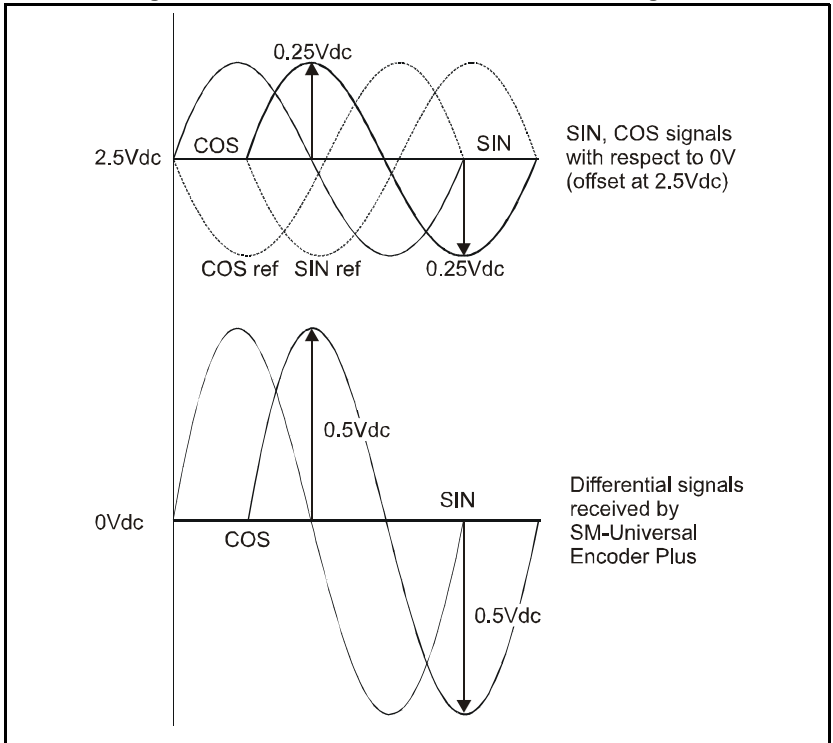 0.25Vdc
COS
SIN
2.5Vdc
SIN, COS signals
with respect to 0V
(offset at 2.5Vdc)
COS ref
SIN ref
0.25Vdc
0.5Vdc
SIN
0Vdc
COS
Differential signals
received by
SM-Universal
Encoder Plus
0.5Vdc